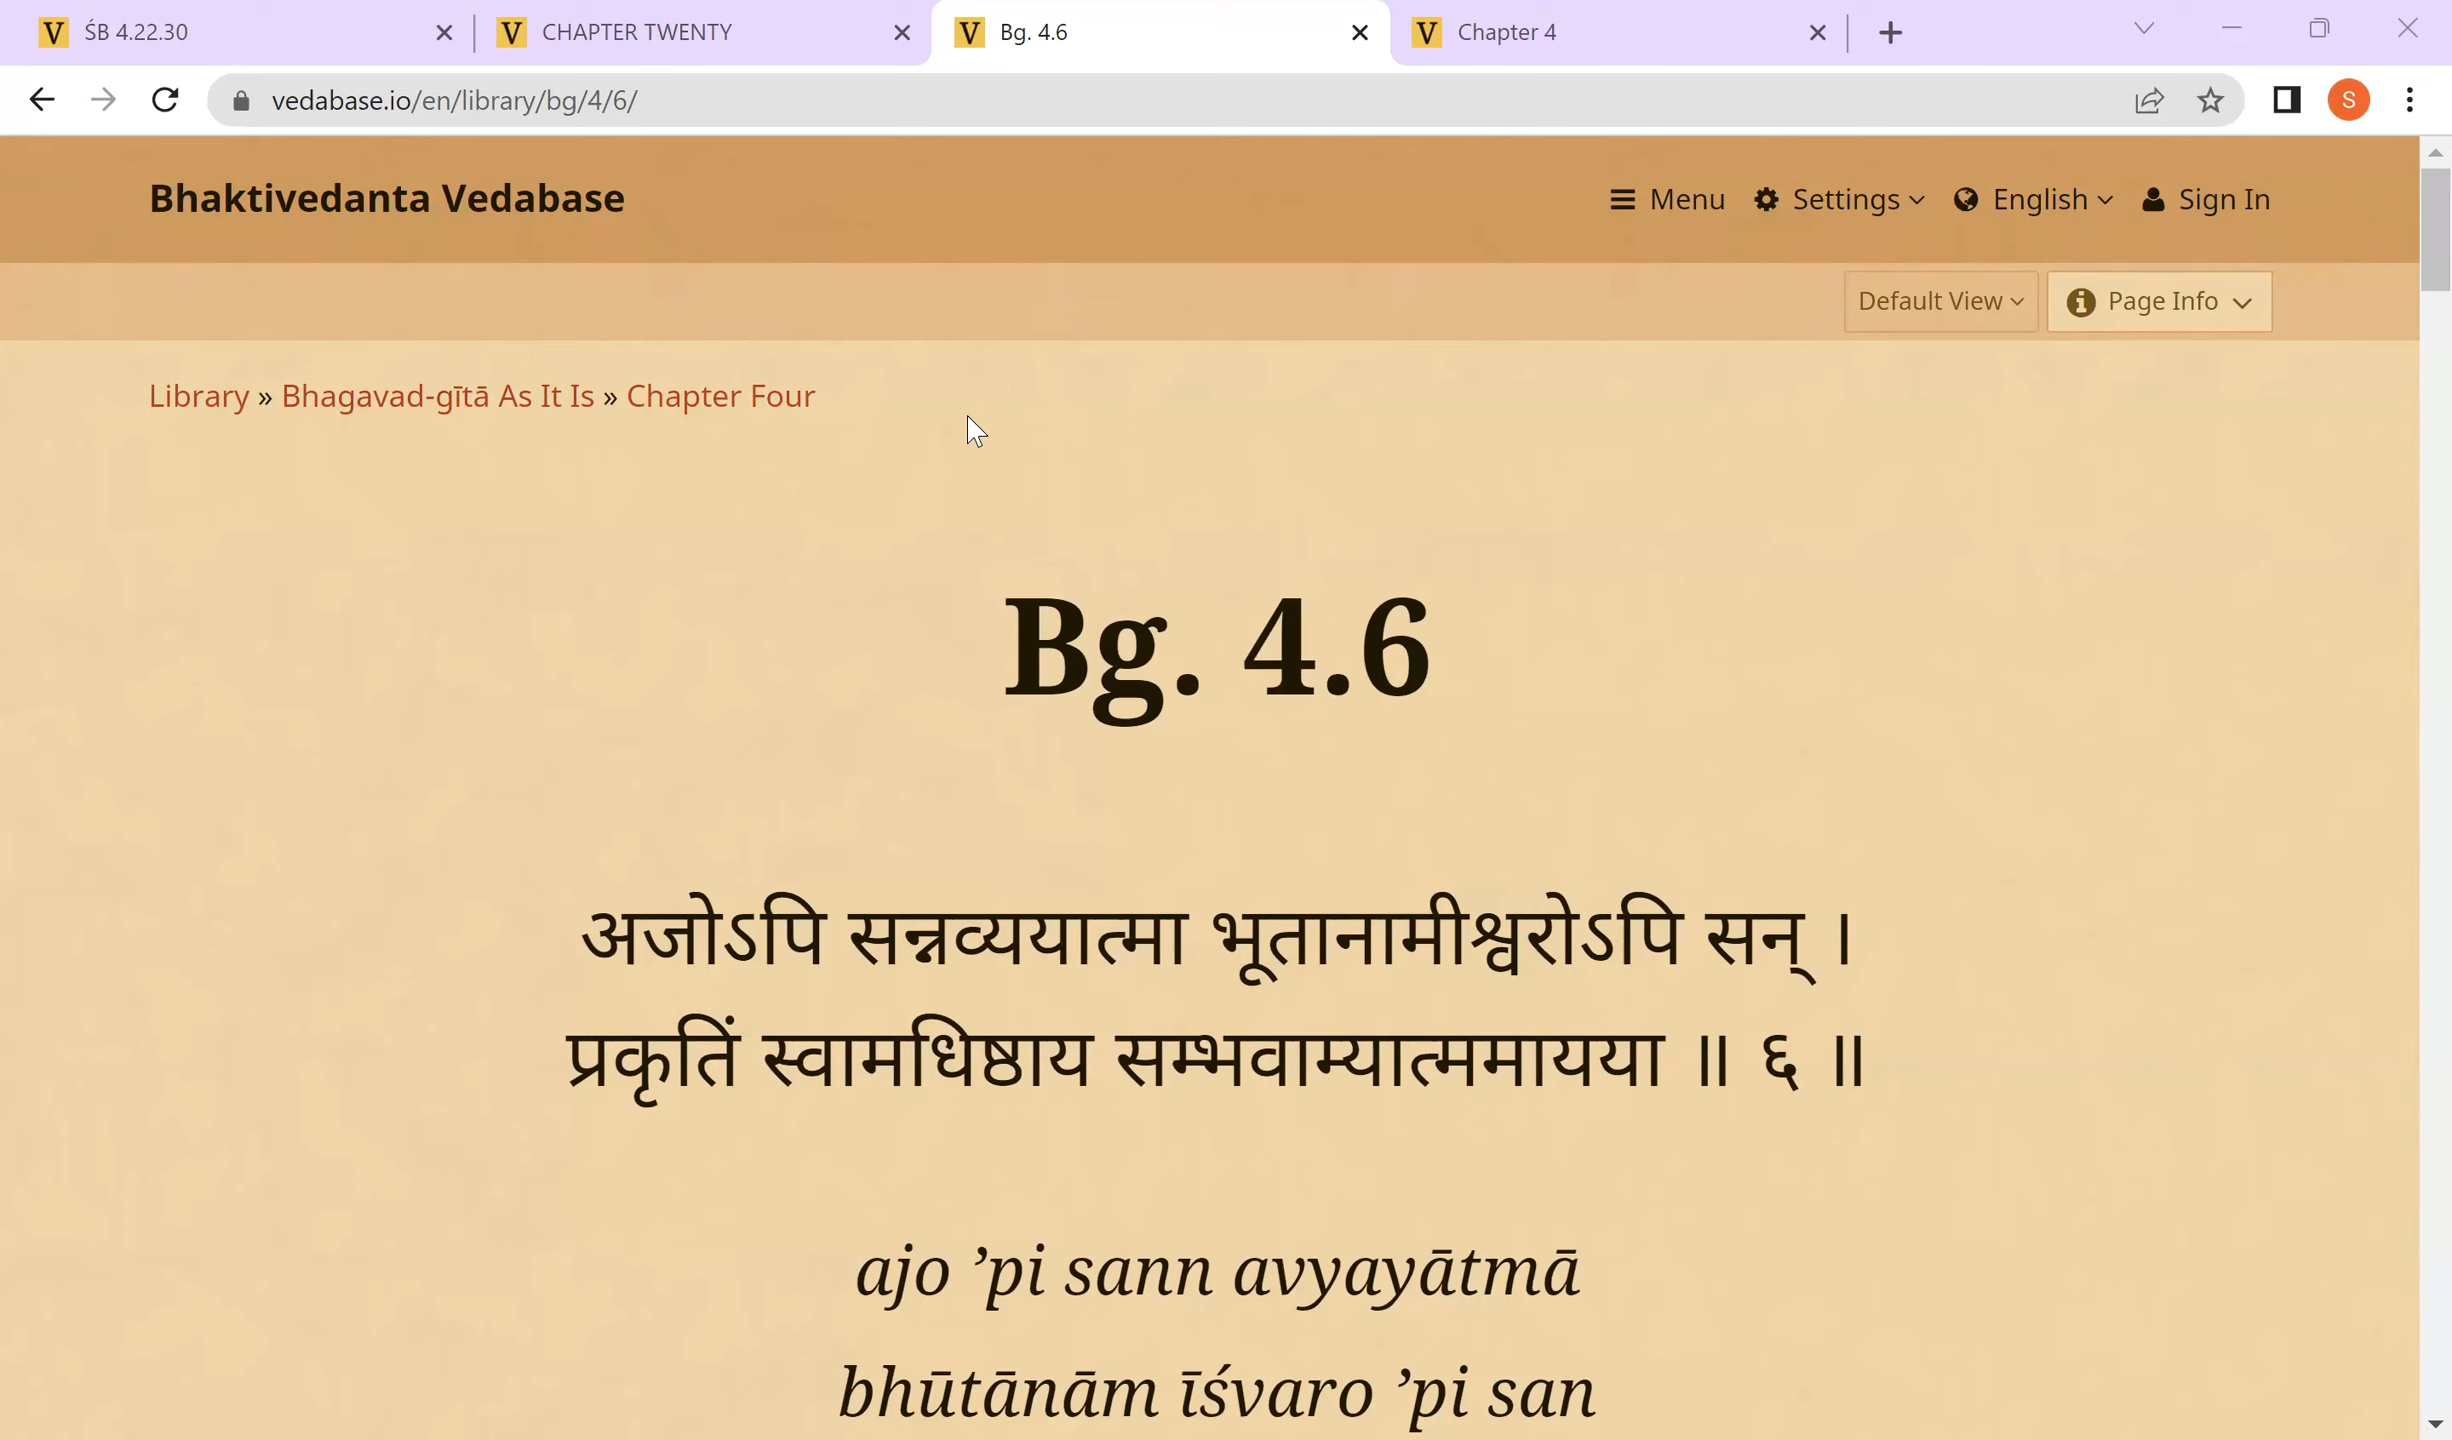 ŚB 4.22.30
CHAPTER TWENTY
Bg. 4.6
Chapter 4
vedabase.io/en/library/bg/4/6/
S
Bhaktivedanta Vedabase
Menu Settings English Sign In
Default View Page Info
Library » Bhagavad-gītā As It Is » Chapter Four
Bg. 4.6
अजोऽपि सन्नव्ययात्मा भूतानामीश्वरोऽपि सन् ।
प्रकृतिं स्वामधिष्ठाय सम्भवाम्यात्ममायया ॥ ६ ॥
ajo ’pi sann avyayātmā
bhūtānām īśvaro ’pi san